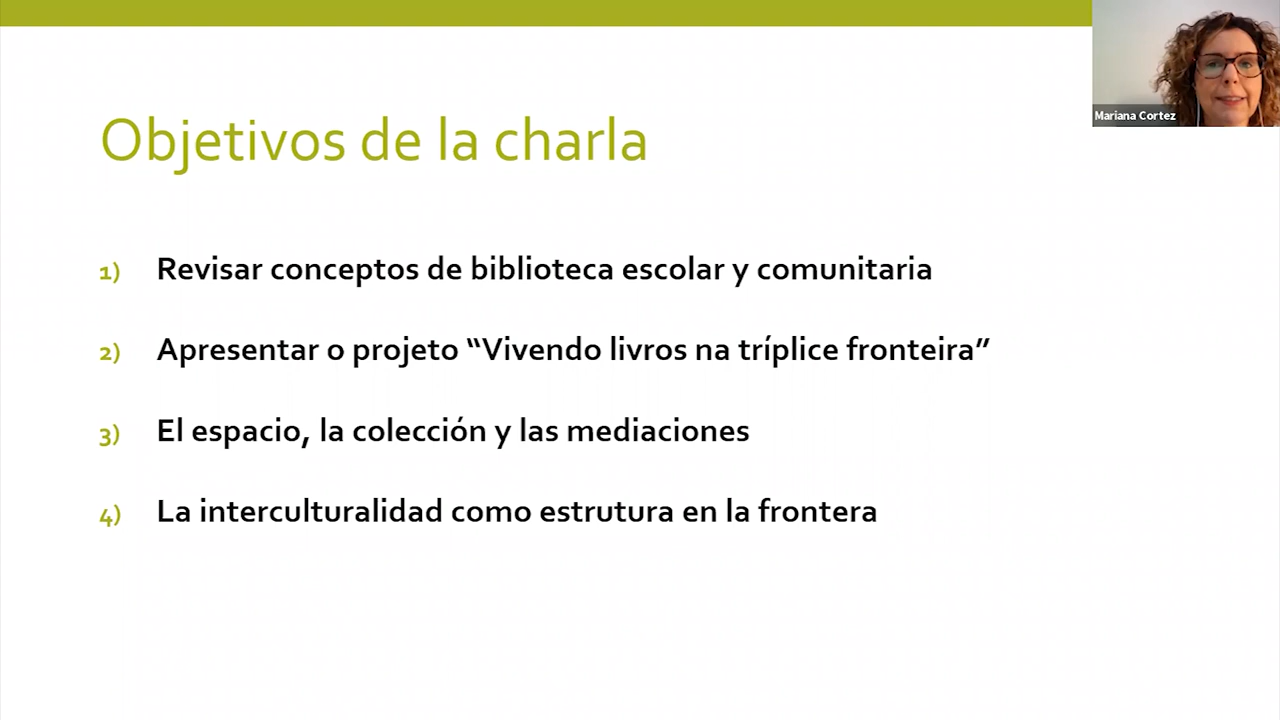 Mariana Cortez
Objetivos de la charla
1) Revisar conceptos de biblioteca escolar y comunitaria
2) Apresentar o projeto “Vivendo livros na tríplice fronteira”
3) El espacio, la colección y las mediaciones
4) La interculturalidad como estrutura en la frontera